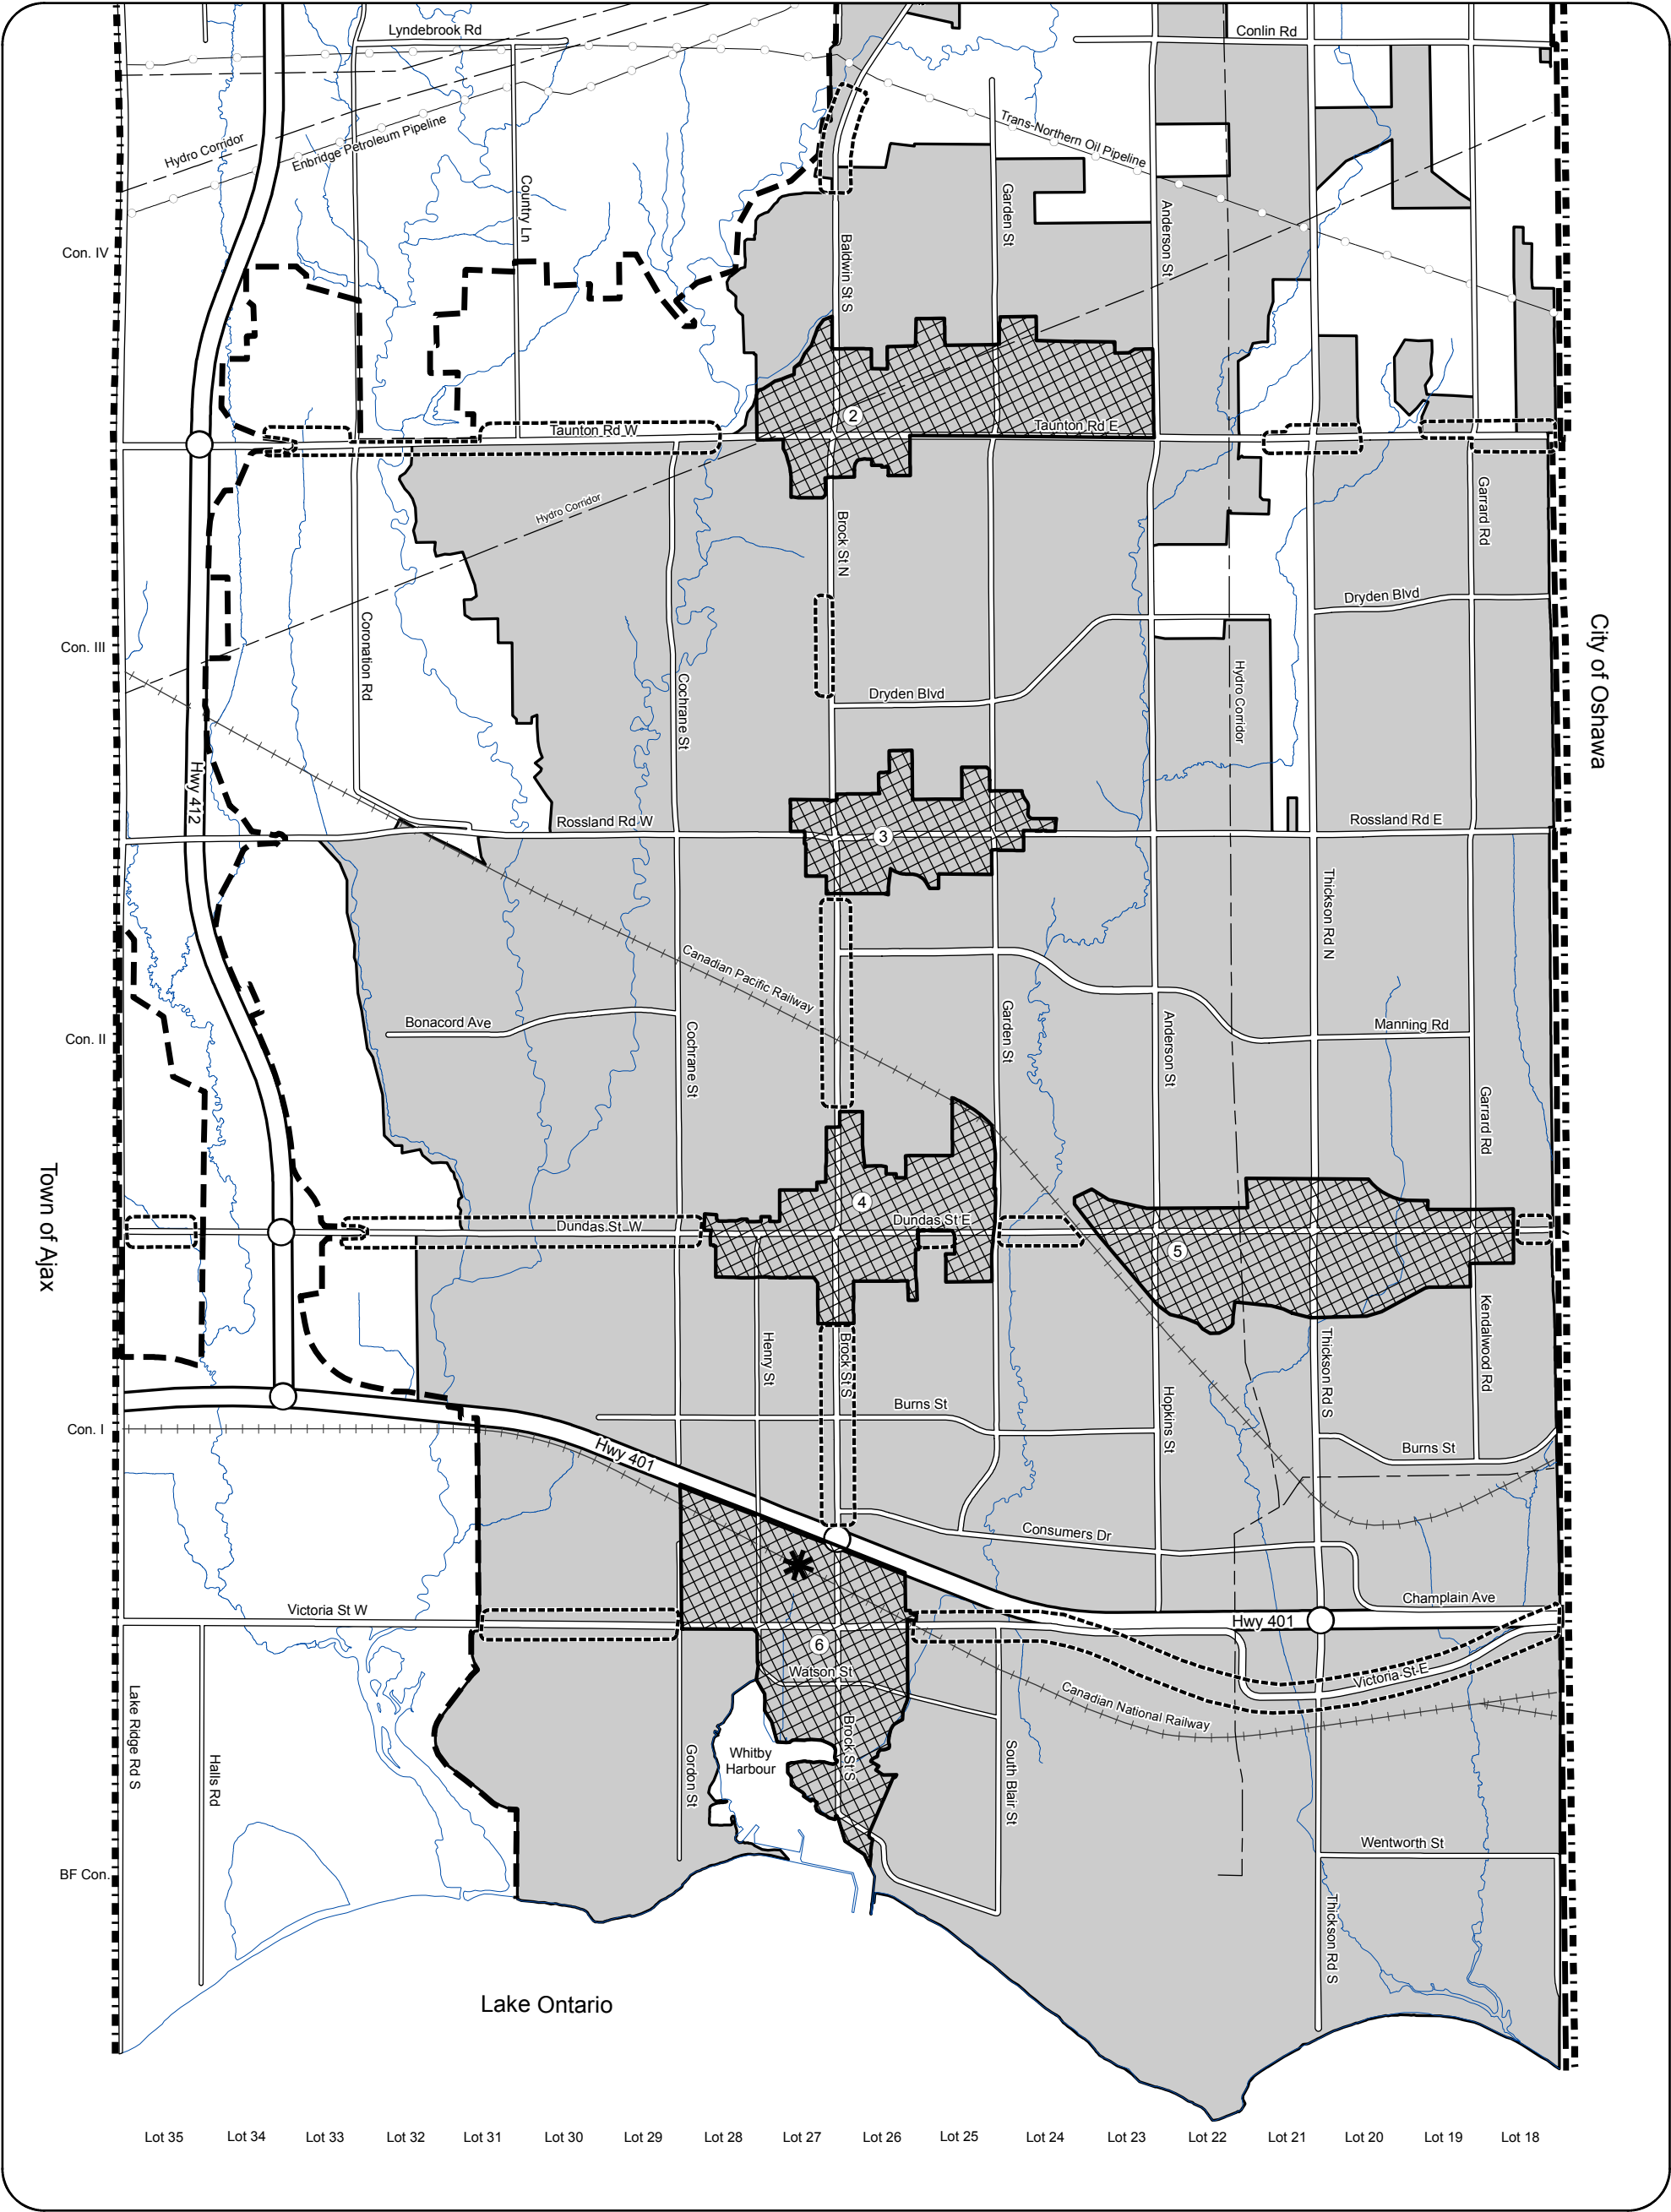 Lyndebrook Rd
Conlin Rd
Hydro Corridor
Enbridge Petroleum Pipeline
Trans-Northern Oil Pipeline
Country Ln
Garden St
Anderson St
Con. IV
Baldwin St S
2
Taunton Rd W
Taunton Rd E
Hydro Corridor
Brock St N
Garrard Rd
Dryden Blvd
Con. III
Coronation Rd
Cochrane St
Dryden Blvd
Hydro Corridor
City of Oshawa
Hwy 412
Rossland Rd W
3
Rossland Rd E
Thickson Rd N
Canadian Pacific Railway
Con. II
Bonacord Ave
Cochrane St
Garden St
Anderson St
Manning Rd
Garrard Rd
Town of Ajax
4
Dundas St W
Dundas St E
5
Henry St
Brock St S
Thickson Rd S
Kendalwood Rd
Con. I
Burns St
Hopkins St
Burns St
Hwy 401
Consumers Dr
Champlain Ave
Victoria St W
Hwy 401
6
Watson St
Victoria St E
Canadian National Railway
Lake Ridge Rd S
Halls Rd
Gordon St
Whitby
Harbour
Brock St S
South Blair St
Wentworth St
BF Con.
Thickson Rd S
Lake Ontario
Lot 35
Lot 34
Lot 33
Lot 32
Lot 31
Lot 30
Lot 29
Lot 28
Lot 27
Lot 26
Lot 25
Lot 24
Lot 23
Lot 22
Lot 21
Lot 20
Lot 19
Lot 18